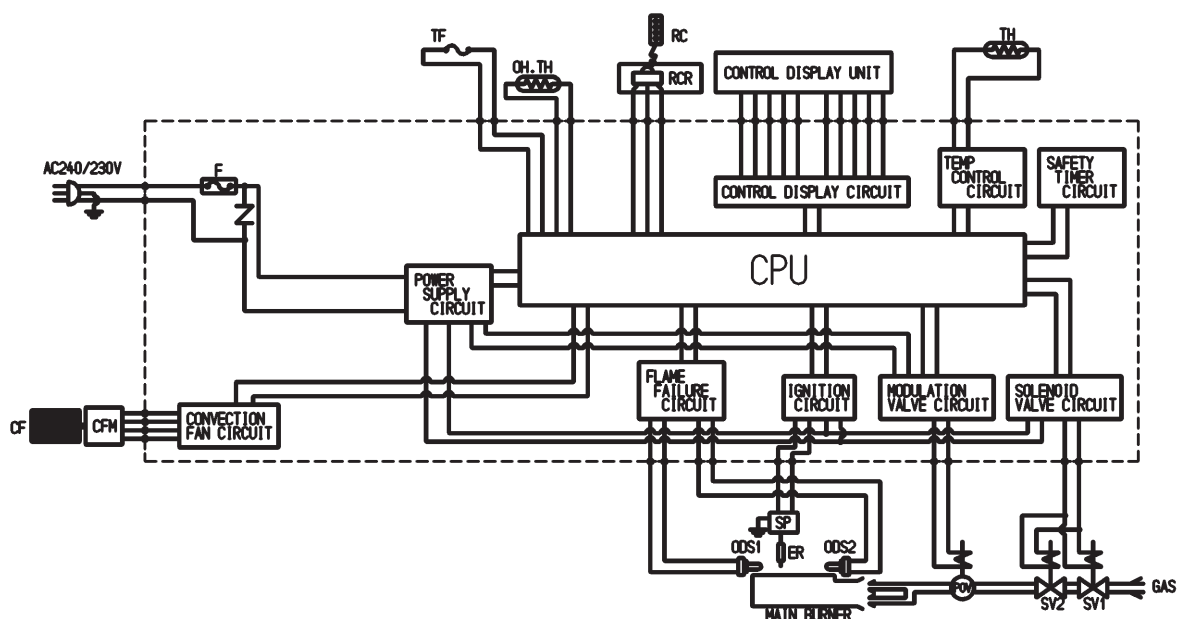 TF
RC
OH.TH
RCR
CONTROL DISPLAY UNIT
TH
AC240/230V
F
CONTROL DISPLAY CIRCUIT
TEMP
CONTROL
CIRCUIT
SAFETY
TIMER
CIRCUIT
CPU
POWER
SUPPLY
CIRCUIT
FLAME
FAILURE
CIRCUIT
IGNITION
CIRCUIT
MODULATION
VALVE CIRCUIT
SOLENOID
VALVE CIRCUIT
CF
CFM
CONVECTION
FAN CIRCUIT
SP
ODS1
ER
ODS2
POV
SV2
SV1
GAS
MAIN BURNER